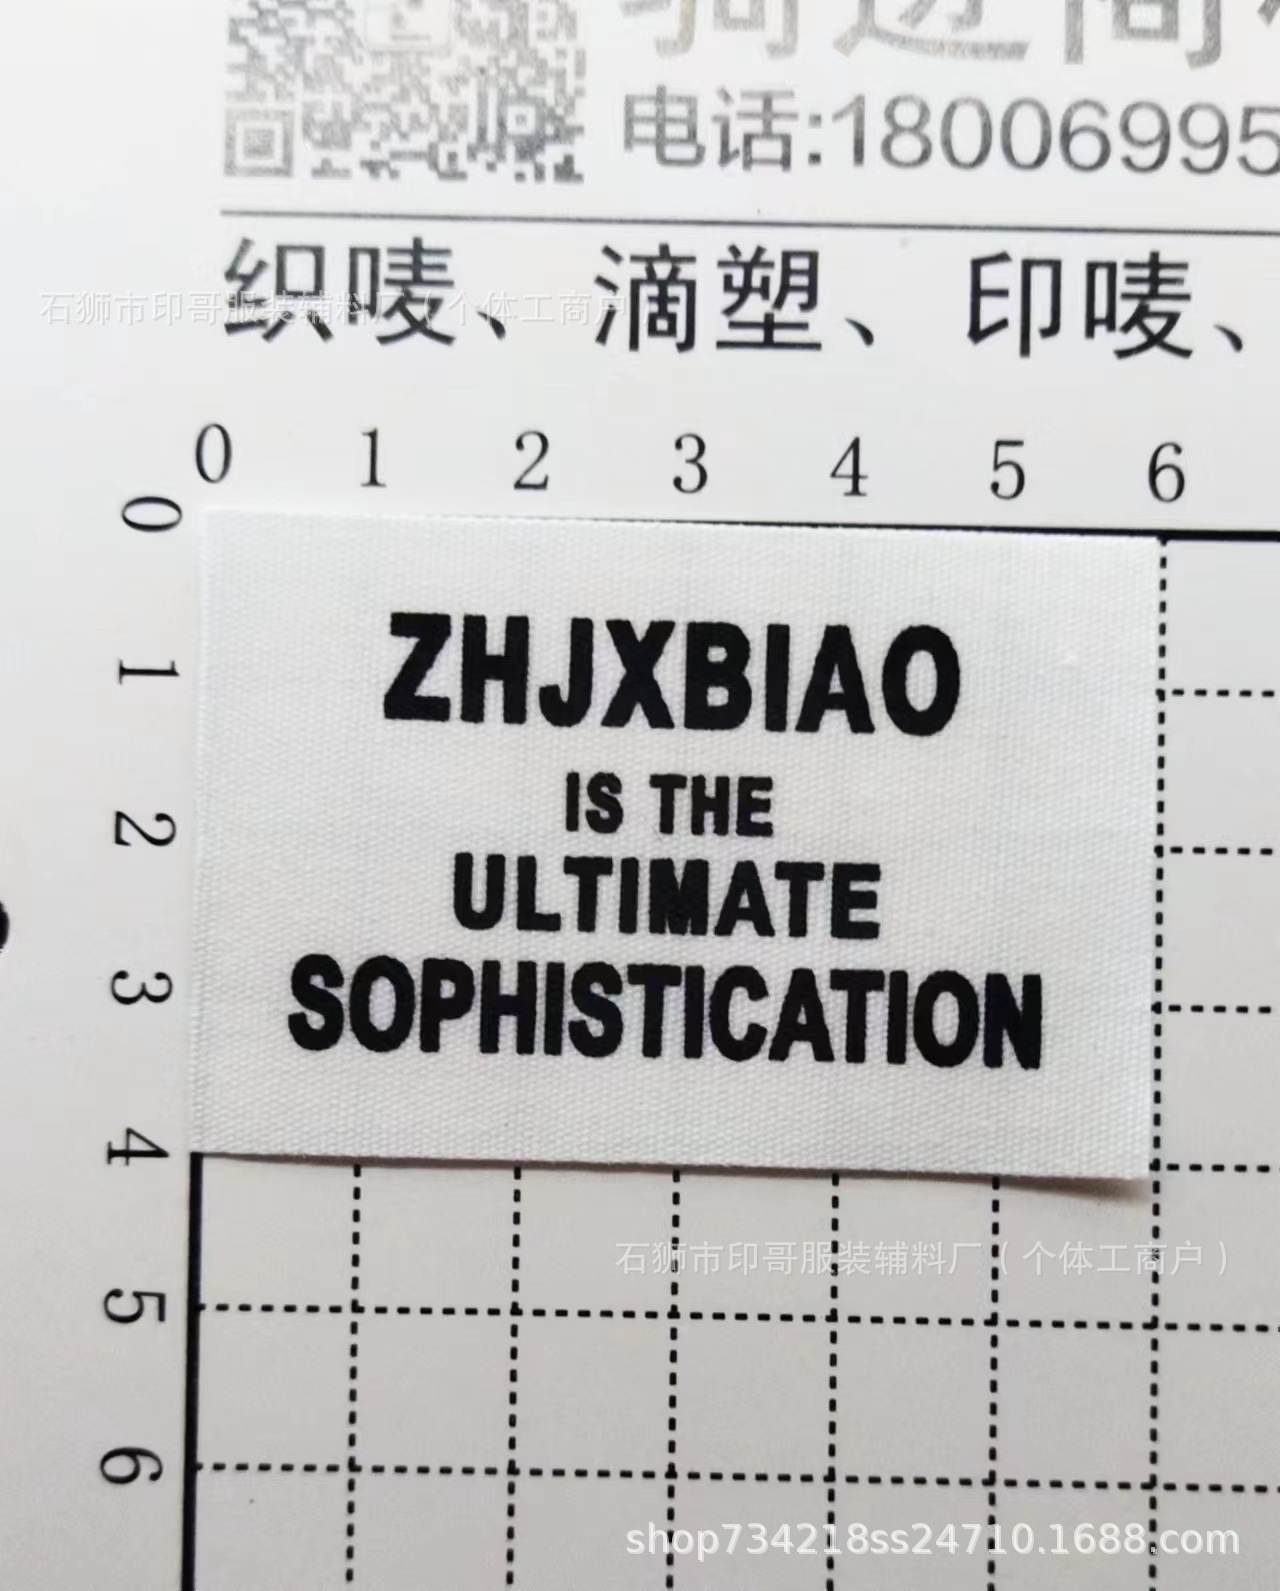 电话:18006995
织唛、滴塑、印唛、
石狮市印哥服装辅料厂（个体工商户
0 1 2 3 4 5 6
0
1
2
3
4
5
6
ZHJXBIAO
IS THE
ULTIMATE
SOPHISTICATION
石狮市印哥服装辅料厂（个体工商户）
shop734218ss24710.1688.com